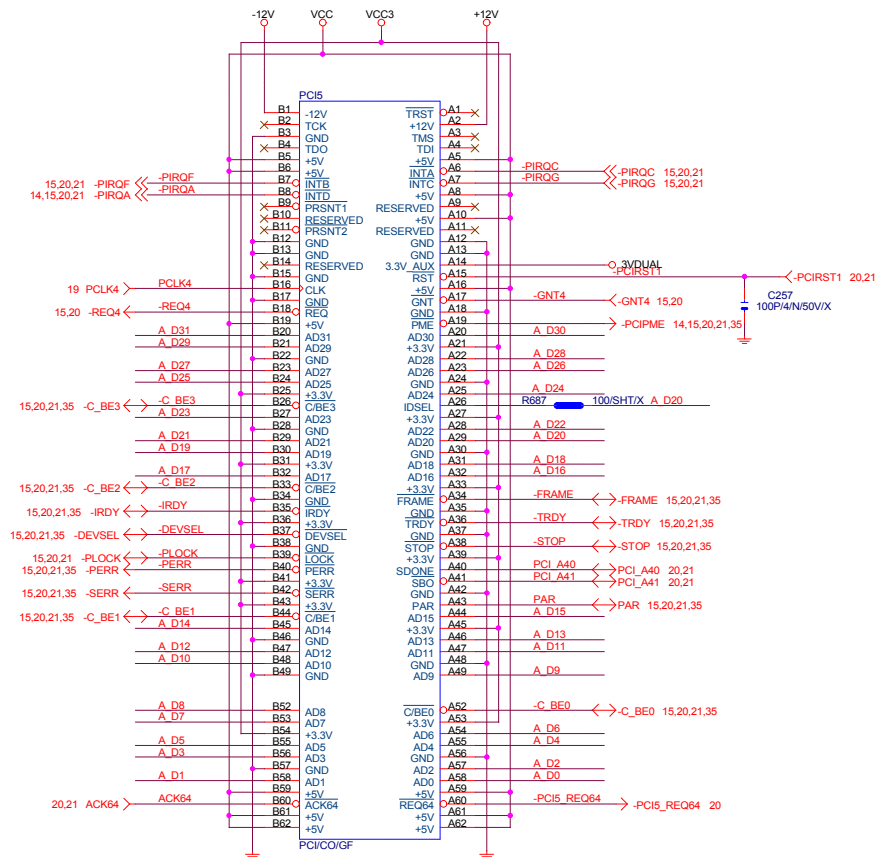 -12V VCC VCC3 +12V
PCI5
B1 -12V TRST A1
B2 TCK +12V A2
B3 GND TMS A3
B4 TDO TDI A4
B5 +5V +5V A5
B6 +5V INTA A6 -PIRQC -PIRQC 15,20,21
15,20,21 -PIRQF -PIRQF B7 INTB INTC A7 -PIRQG -PIRQG 15,20,21
14,15,20,21 -PIRQA -PIRQA B8 INTD +5V A8
B9 PRSNT1 RESERVED A9
B10 RESERVED +5V A10
B11 PRSNT2 RESERVED A11
B12 GND GND A12
B13 GND GND A13
B14 RESERVED 3.3V_AUX A14 3VDUAL
B15 GND RST A15 -PCIRST1 -PCIRST1 20,21
19 PCLK4 PCLK4 B16 CLK +5V A16
B17 GND GNT A17 -GNT4 -GNT4 15,20
C257
100P/4/N/50V/X
15,20 -REQ4 -REQ4 B18 REQ GND A18
B19 +5V PME A19 -PCIPME 14,15,20,21,35
A_D31 B20 AD31 AD30 A20 A_D30
A_D29 B21 AD29 +3.3V A21
B22 GND AD28 A22 A_D28
A_D27 B23 AD27 AD26 A23 A_D26
A_D25 B24 AD25 GND A24
B25 +3.3V AD24 A25 A_D24
15,20,21,35 -C_BE3 -C_BE3 B26 C/BE3 IDSEL A26 R687 100/SHT/X A_D20
A_D23 B27 AD23 +3.3V A27
B28 GND AD22 A28 A_D22
A_D21 B29 AD21 AD20 A29 A_D20
A_D19 B30 AD19 GND A30
B31 +3.3V AD18 A31 A_D18
A_D17 B32 AD17 AD16 A32 A_D16
15,20,21,35 -C_BE2 -C_BE2 B33 C/BE2 +3.3V A33
B34 GND FRAME A34 -FRAME -FRAME 15,20,21,35
15,20,21,35 -IRDY -IRDY B35 IRDY GND A35
B36 +3.3V TRDY A36 -TRDY -TRDY 15,20,21,35
15,20,21,35 -DEVSEL -DEVSEL B37 DEVSEL GND A37
B38 GND STOP A38 -STOP -STOP 15,20,21,35
15,20,21 -PLOCK -PLOCK B39 LOCK +3.3V A39
15,20,21,35 -PERR -PERR B40 PERR SDONE A40 PCI_A40 PCI_A40 20,21
B41 +3.3V SBO A41 PCI_A41 PCI_A41 20,21
15,20,21,35 -SERR -SERR B42 SERR GND A42
B43 +3.3V PAR A43 PAR PAR 15,20,21,35
15,20,21,35 -C_BE1 -C_BE1 B44 C/BE1 AD15 A44 A_D15
A_D14 B45 AD14 +3.3V A45
B46 GND AD13 A46 A_D13
A_D12 B47 AD12 AD11 A47 A_D11
A_D10 B48 AD10 GND A48
B49 GND AD9 A49 A_D9
A_D8 B52 AD8 C/BE0 A52 -C_BE0 -C_BE0 15,20,21,35
A_D7 B53 AD7 +3.3V A53
B54 +3.3V AD6 A54 A_D6
A_D5 B55 AD5 AD4 A55 A_D4
A_D3 B56 AD3 GND A56
B57 GND AD2 A57 A_D2
A_D1 B58 AD1 AD0 A58 A_D0
B59 +5V +5V A59
20,21 ACK64 ACK64 B60 ACK64 REQ64 A60 -PCI5_REQ64 -PCI5_REQ64 20
B61 +5V +5V A61
B62 +5V +5V A62
PCI/CO/GF